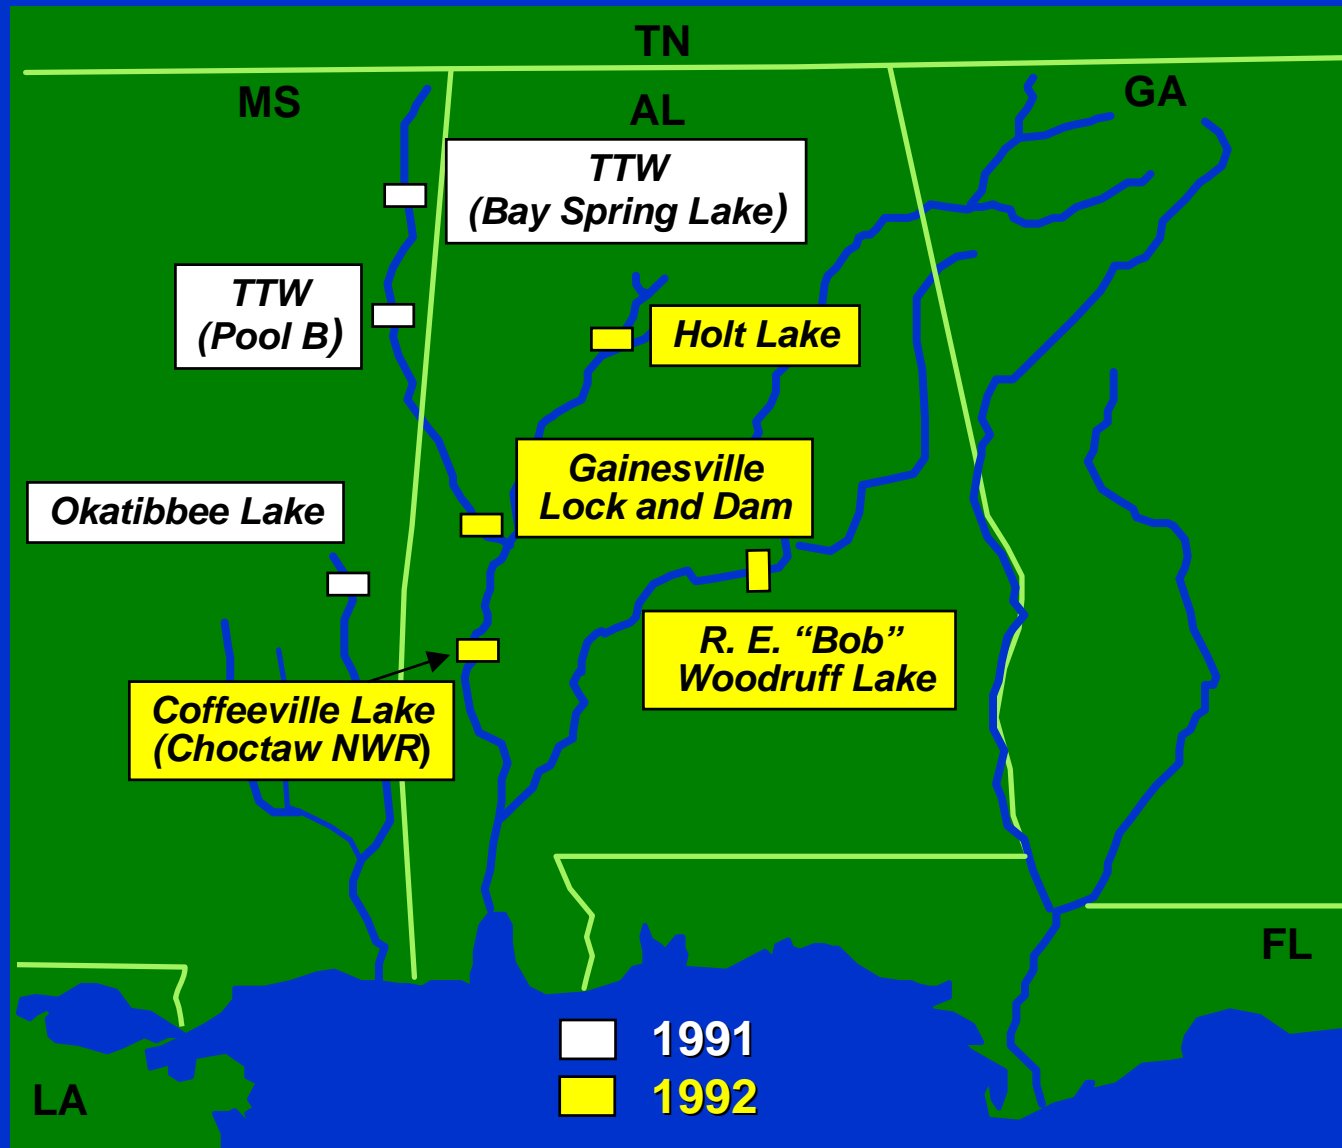 TN
MS
AL
GA
TTW
(Bay Spring Lake)
TTW
(Pool B)
Holt Lake
Gainesville
Lock and Dam
Okatibbee Lake
R. E. “Bob”
Woodruff Lake
Coffeeville Lake
(Choctaw NWR)
FL
1991
1992
LA